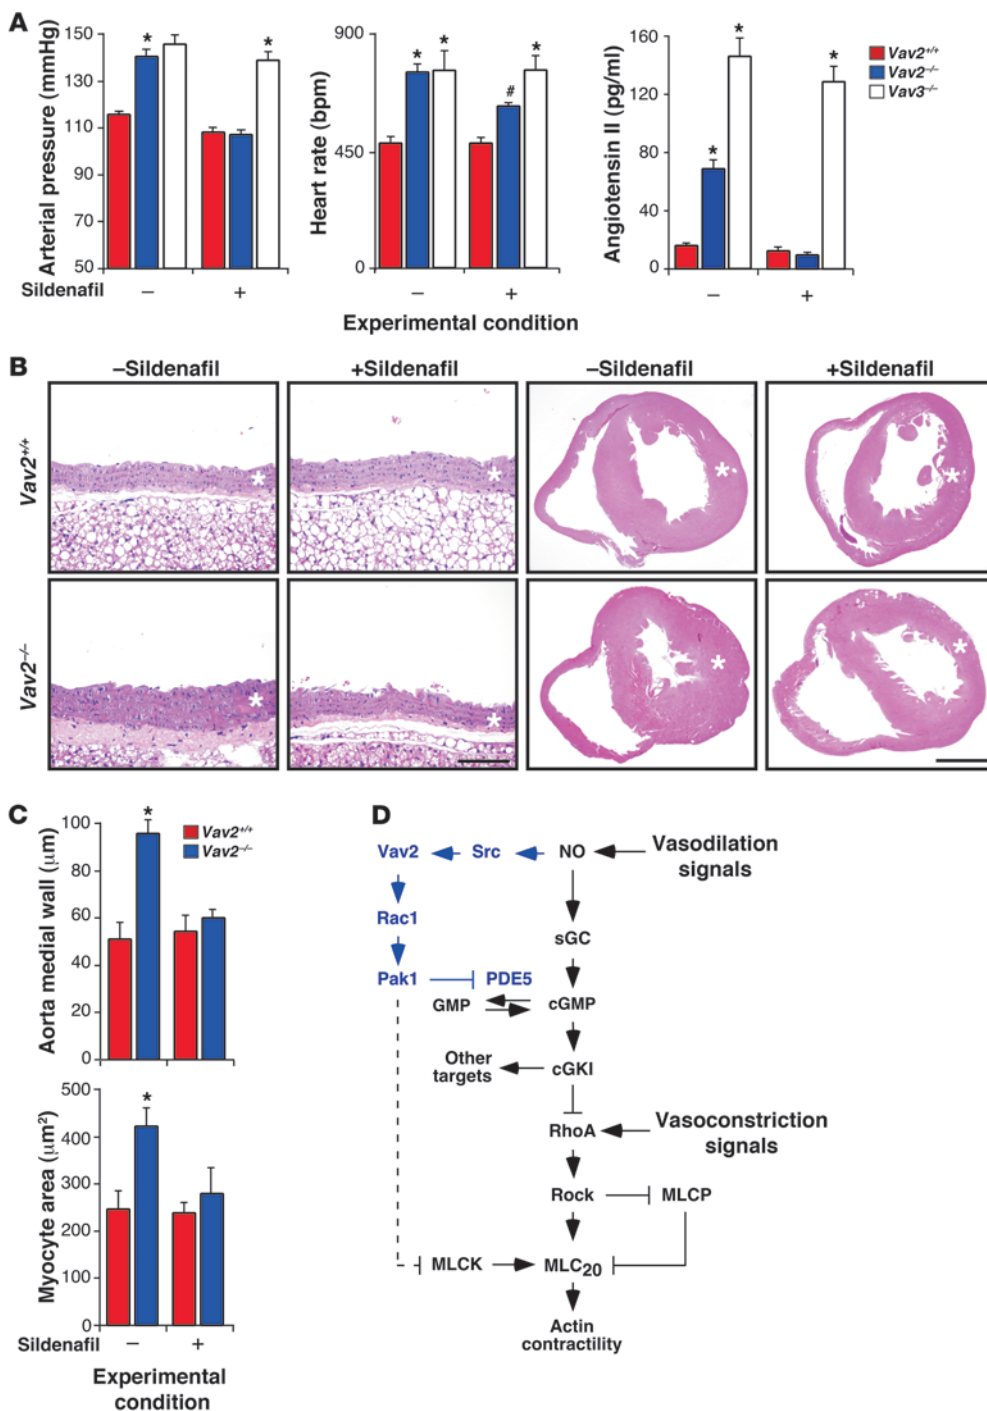 A
Arterial pressure (mmHg)
150
130
110
90
70
50
*
*
Sildenafil
–
+
Heart rate (bpm)
900
450
0
*
*
#
*
–
+
Angiotensin II (pg/ml)
160
120
80
40
0
*
*
*
–
+
Vav2+/+
Vav2–/–
Vav3–/–
Experimental condition
B
–Sildenafil
+Sildenafil
–Sildenafil
+Sildenafil
Vav2+/+
*
*
*
*
Vav2–/–
*
*
*
*
C
Aorta medial wall (μm)
100
80
60
40
20
0
*
Vav2+/+
Vav2–/–
Myocyte area (μm²)
500
400
300
200
100
0
*
Sildenafil
–
+
Experimental
condition
D
Vav2
Src
NO
Vasodilation
signals
Rac1
sGC
Pak1
PDE5
GMP
cGMP
Other
targets
cGKI
RhoA
Vasoconstriction
signals
Rock
MLCP
MLCK
MLC20
Actin
contractility